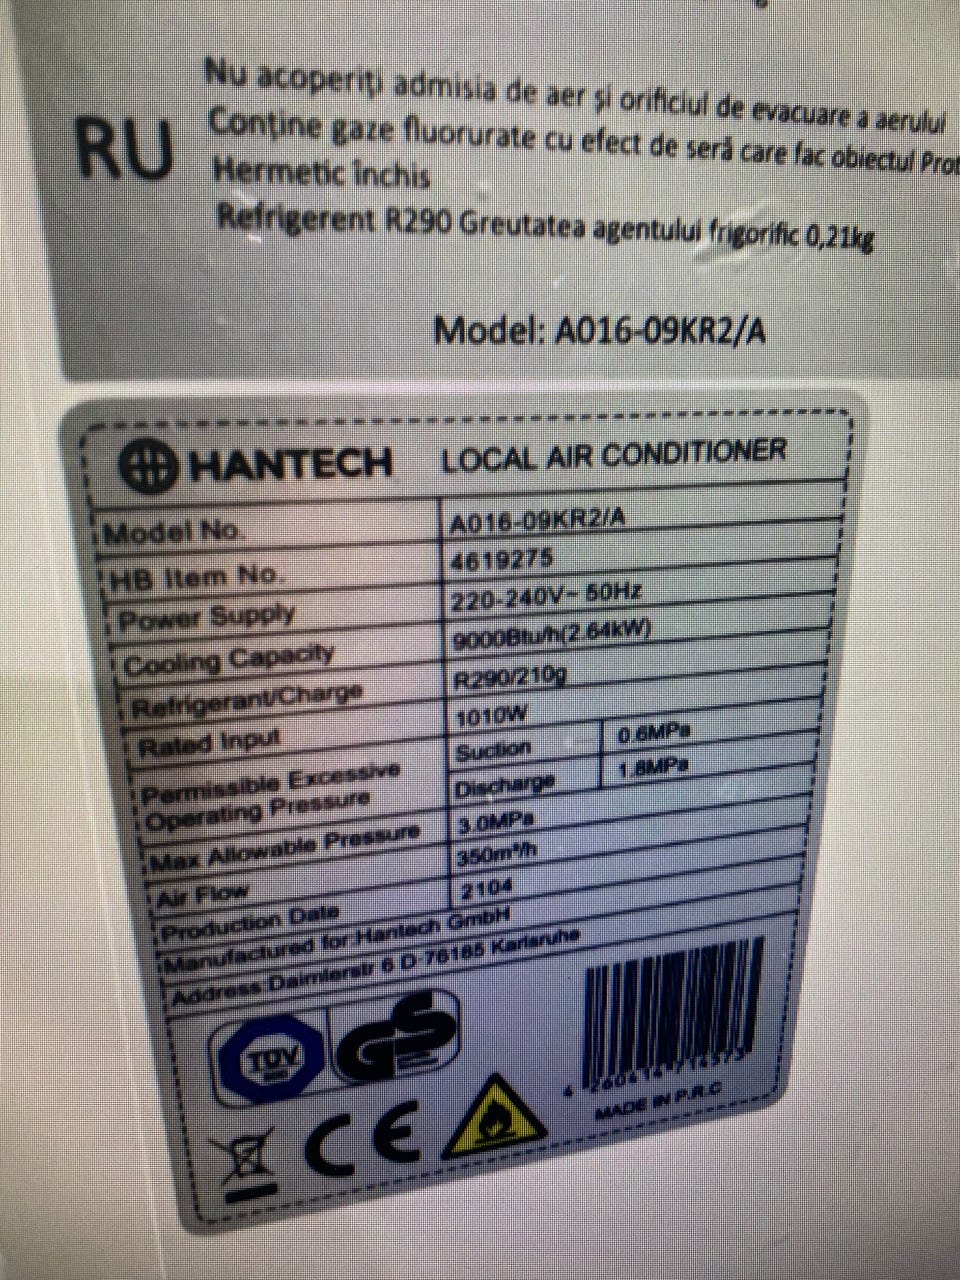 RU
Nu acoperiți admisia de aer și orificiul de evacuare a aerului
Conține gaze fluorurate cu efect de seră care fac obiectul Prot
Hermetic închis
Refrigerent R290 Greutatea agentului frigorific 0,21kg
Model: A016-09KR2/A
HANTECH LOCAL AIR CONDITIONER
Model No. A016-09KR2/A
HB Item No. 4619275
Power Supply 220-240V~ 50Hz
Cooling Capacity 9000Btu/h(2.64kW)
Refrigerant/Charge R290/210g
Rated Input 1010W
Permissible Excessive Operating Pressure Suction 0.6MPa
Discharge 1.8MPa
Max Allowable Pressure 3.0MPa
Air Flow 350m³/h
Production Date 2104
Manufactured for Hantech GmbH
Address Daimlerstr 6 D-76185 Karlsruhe
TÜV
GS
CE
MADE IN P.R.C